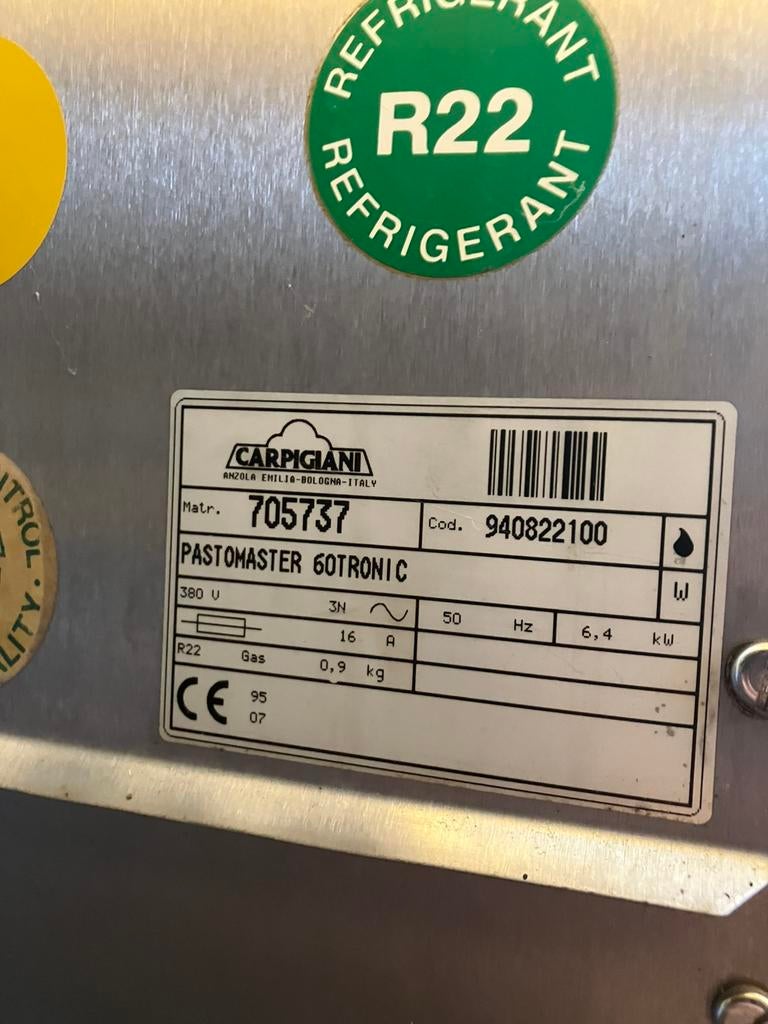 REFRIGERANT
R22
REFRIGERANT
CARPIGIANI
ANZOLA EMILIA-BOLOGNA-ITALY
Matr. 705737
Cod. 940822100
PASTOMASTER 60TRONIC
W
380 V 3N
50 Hz
6,4 kW
16 A
R22 Gas 0,9 kg
CE 95
07